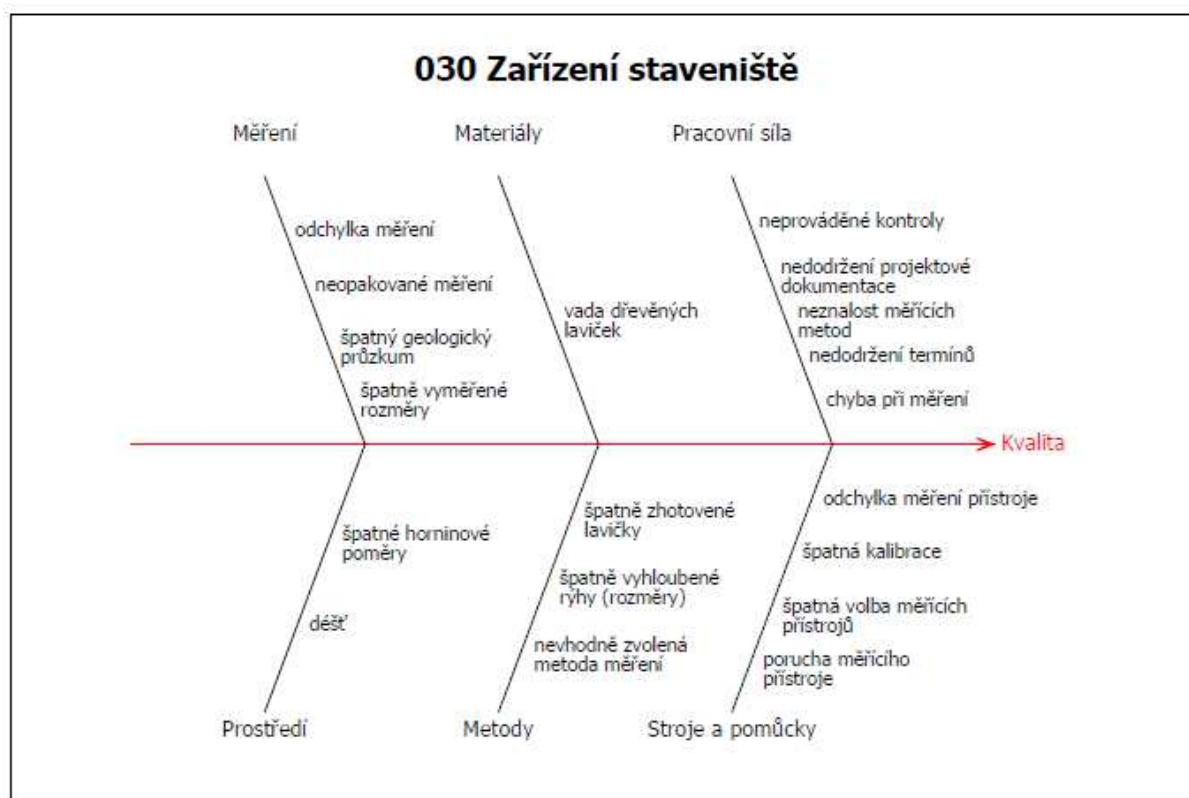 030 Zařízení staveniště
Měření
Materiály
Pracovní síla
odchylka měření
neopakované měření
špatný geologický
průzkum
špatně vyměřené
rozměry
vada dřevěných
laviček
neprováděné kontroly
nedodržení projektové
dokumentace
neznalost měřících
metod
nedodržení termínů
chyba při měření
Kvalita
špatné horninové
poměry
déšť
špatně zhotovené
lavičky
špatně vyhloubené
rýhy (rozměry)
nevhodně zvolená
metoda měření
odchylka měření přístroje
špatná kalibrace
špatná volba měřících
přístrojů
porucha měřícího
přístroje
Prostředí
Metody
Stroje a pomůcky